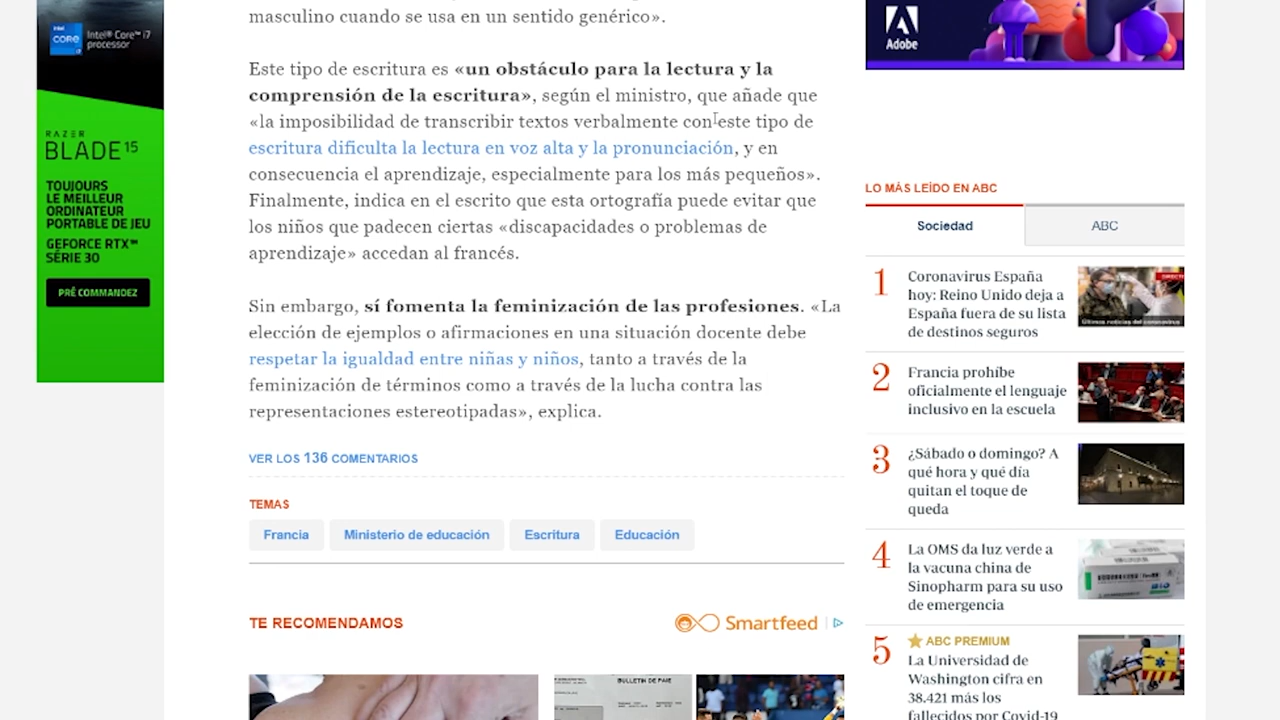 intel
CORE
Intel® Core™ i7
processor
RAZER
BLADE 15
TOUJOURS
LE MEILLEUR
ORDINATEUR
PORTABLE DE JEU
GEFORCE RTX™
SÉRIE 30
PRÉ COMMANDEZ
masculino cuando se usa en un sentido genérico».
Este tipo de escritura es «un obstáculo para la lectura y la
comprensión de la escritura», según el ministro, que añade que
«la imposibilidad de transcribir textos verbalmente con este tipo de
escritura dificulta la lectura en voz alta y la pronunciación, y en
consecuencia el aprendizaje, especialmente para los más pequeños».
Finalmente, indica en el escrito que esta ortografía puede evitar que
los niños que padecen ciertas «discapacidades o problemas de
aprendizaje» accedan al francés.
Sin embargo, sí fomenta la feminización de las profesiones. «La
elección de ejemplos o afirmaciones en una situación docente debe
respetar la igualdad entre niñas y niños, tanto a través de la
feminización de términos como a través de la lucha contra las
representaciones estereotipadas», explica.
VER LOS 136 COMENTARIOS
TEMAS
Francia
Ministerio de educación
Escritura
Educación
TE RECOMENDAMOS
Smartfeed
BULLETIN DE PAIE
Adobe
LO MÁS LEÍDO EN ABC
Sociedad
ABC
1
Coronavirus España
hoy: Reino Unido deja a
España fuera de su lista
de destinos seguros
Últimas noticias del coronavirus
2
Francia prohíbe
oficialmente el lenguaje
inclusivo en la escuela
3
¿Sábado o domingo? A
qué hora y qué día
quitan el toque de
queda
4
La OMS da luz verde a
la vacuna china de
Sinopharm para su uso
de emergencia
5
ABC PREMIUM
La Universidad de
Washington cifra en
38.421 más los
fallecidos por Covid-19